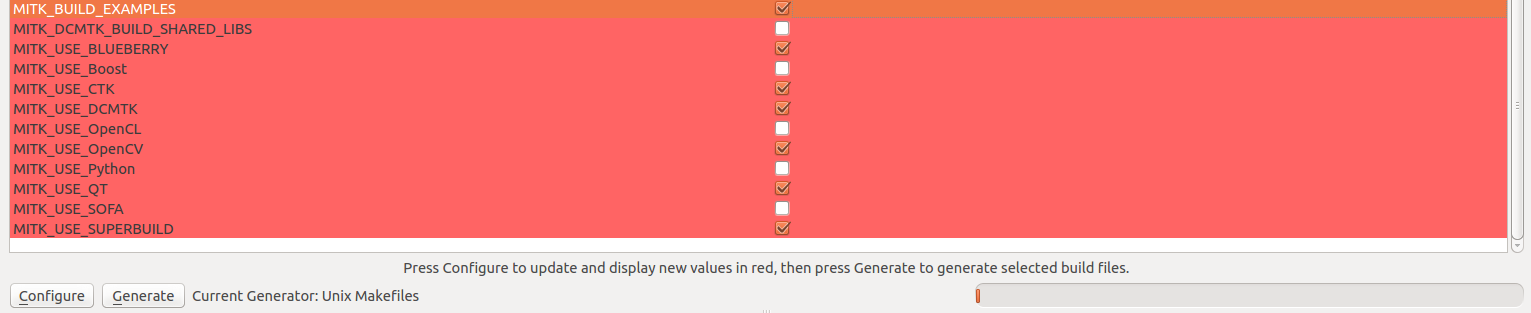 MITK_BUILD_EXAMPLES
MITK_DCMTK_BUILD_SHARED_LIBS
MITK_USE_BLUEBERRY
MITK_USE_Boost
MITK_USE_CTK
MITK_USE_DCMTK
MITK_USE_OpenCL
MITK_USE_OpenCV
MITK_USE_Python
MITK_USE_QT
MITK_USE_SOFA
MITK_USE_SUPERBUILD
Press Configure to update and display new values in red, then press Generate to generate selected build files.
Configure Generate Current Generator: Unix Makefiles